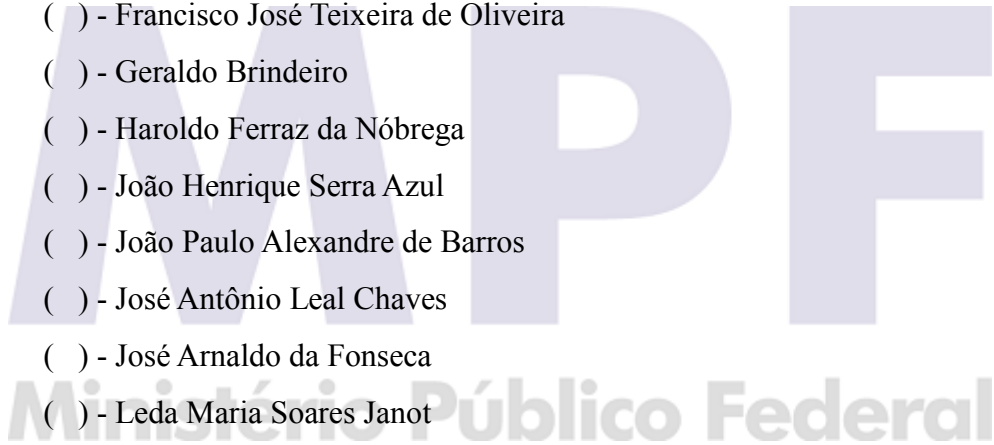 ( ) - Francisco José Teixeira de Oliveira
( ) - Geraldo Brindeiro
( ) - Haroldo Ferraz da Nóbrega
( ) - João Henrique Serra Azul
( ) - João Paulo Alexandre de Barros
( ) - José Antônio Leal Chaves
( ) - José Arnaldo da Fonseca
( ) - Leda Maria Soares Janot
MPF
Ministério Público Federal